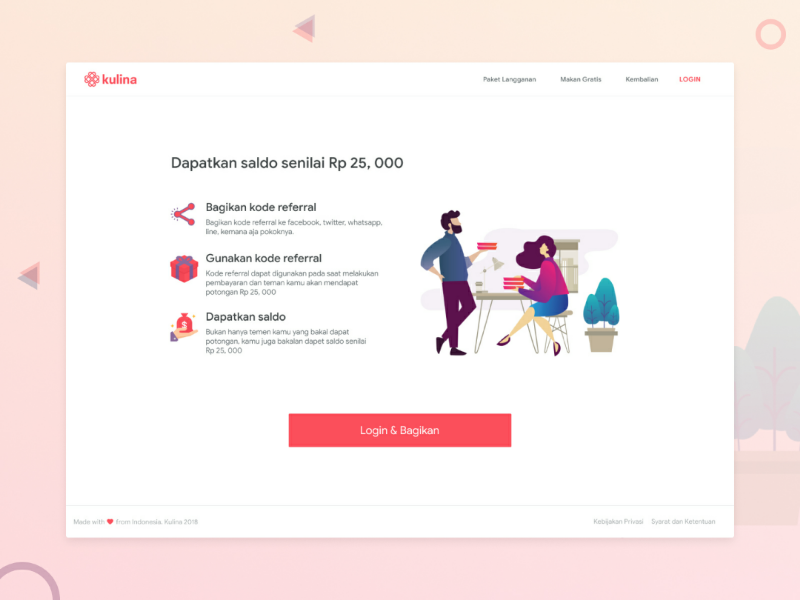 kulina
Paket Langganan Makan Gratis Kembalian LOGIN
Dapatkan saldo senilai Rp 25, 000
Bagikan kode referral
Bagikan kode referral ke facebook, twitter, whatsapp,
line, kemana aja pokoknya.
Gunakan kode referral
Kode referral dapat digunakan pada saat melakukan
pembayaran dan teman kamu akan mendapat
potongan Rp 25, 000
Dapatkan saldo
Bukan hanya temen kamu yang bakal dapat
potongan, kamu juga bakalan dapet saldo senilai
Rp 25, 000
Login & Bagikan
Made with ❤ from indonesia, Kulina 2018
Kebijakan Privasi Syarat dan Ketentuan